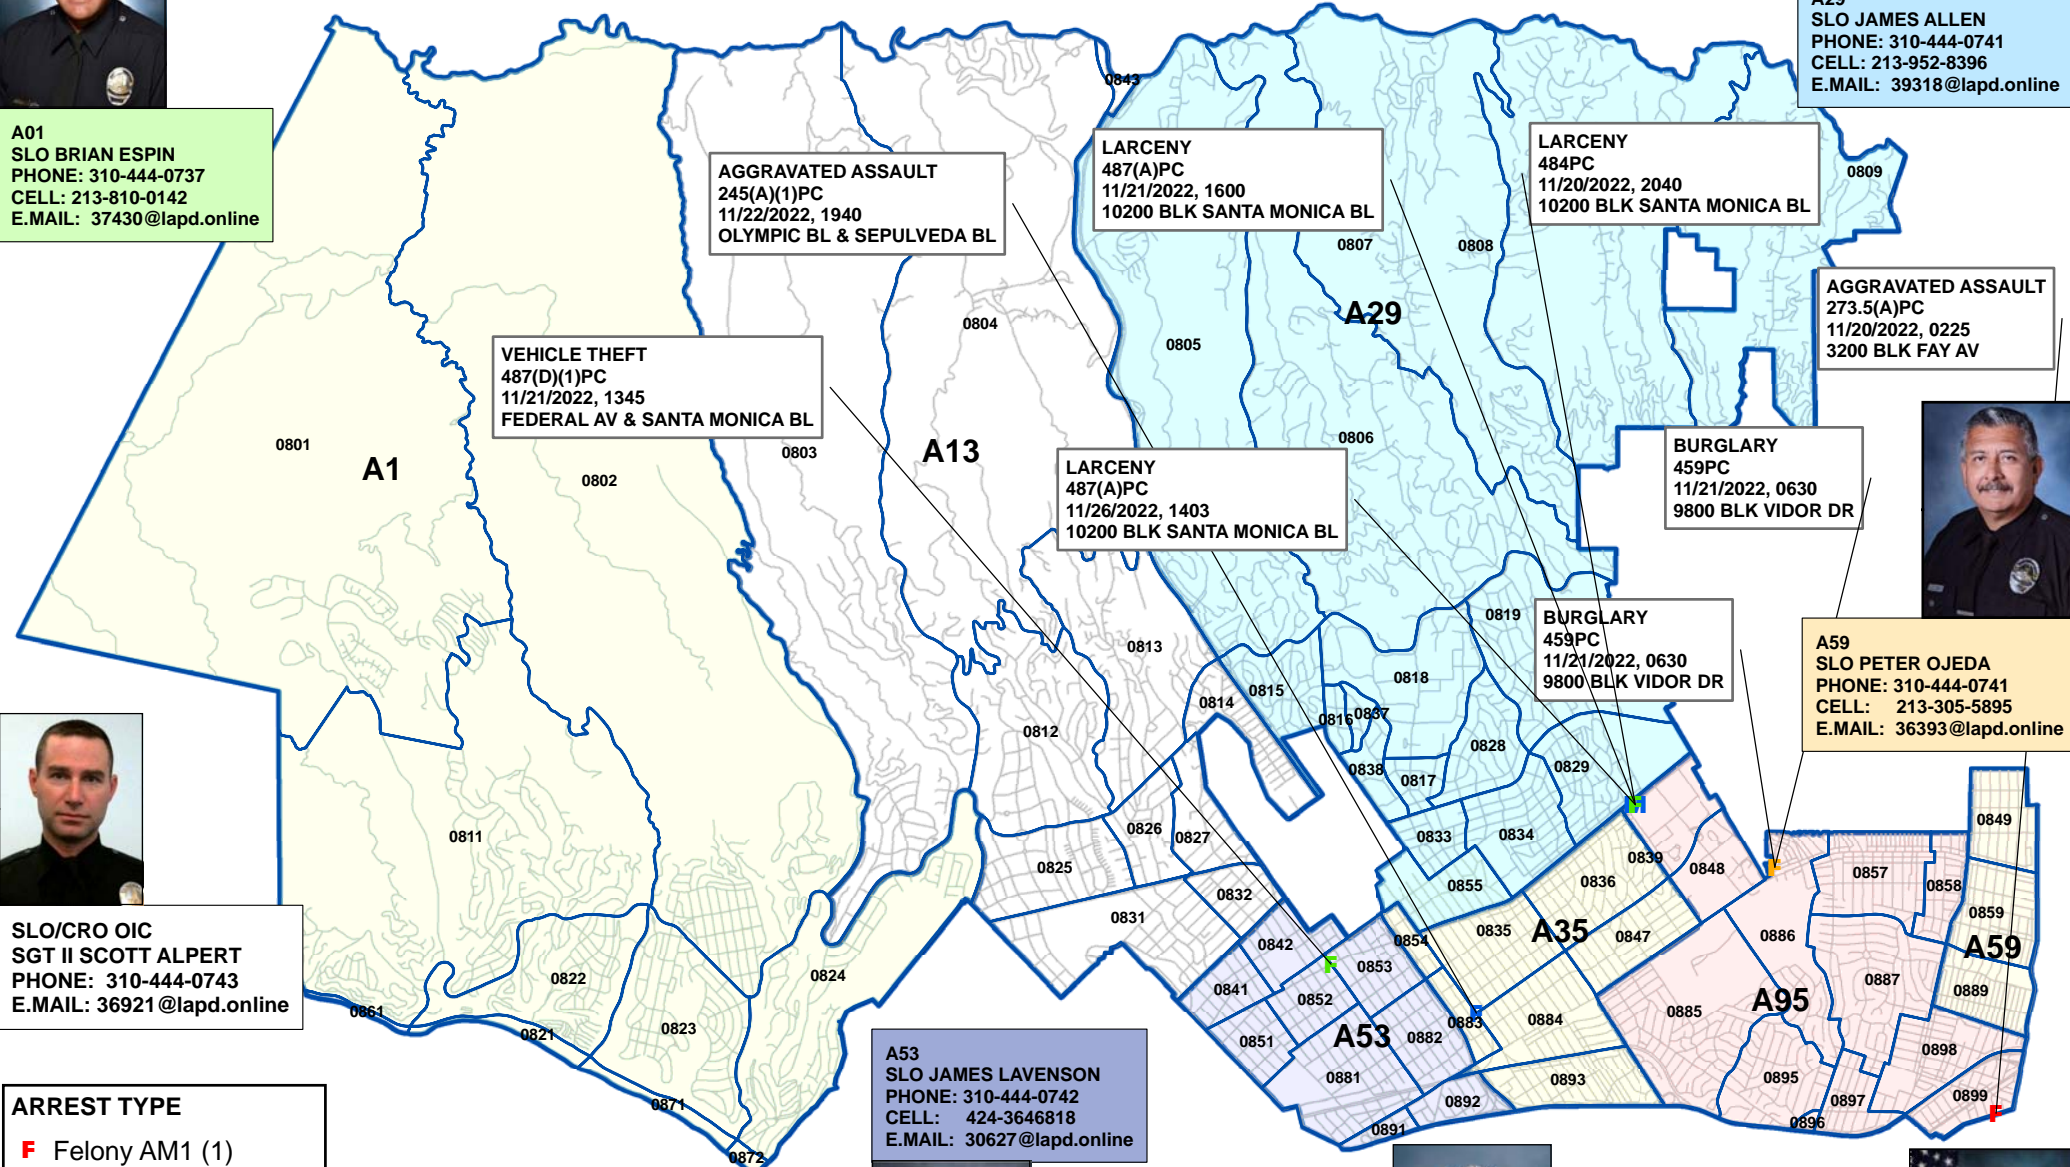 A29
SLO JAMES ALLEN
PHONE: 310-444-0741
CELL: 213-952-8396
E.MAIL: 39318@lapd.online
A01
SLO BRIAN ESPIN
PHONE: 310-444-0737
CELL: 213-810-0142
E.MAIL: 37430@lapd.online
AGGRAVATED ASSAULT
245(A)(1)PC
11/22/2022, 1940
OLYMPIC BL & SEPULVEDA BL
LARCENY
487(A)PC
11/21/2022, 1600
10200 BLK SANTA MONICA BL
LARCENY
484PC
11/20/2022, 2040
10200 BLK SANTA MONICA BL
AGGRAVATED ASSAULT
273.5(A)PC
11/20/2022, 0225
3200 BLK FAY AV
VEHICLE THEFT
487(D)(1)PC
11/21/2022, 1345
FEDERAL AV & SANTA MONICA BL
LARCENY
487(A)PC
11/26/2022, 1403
10200 BLK SANTA MONICA BL
BURGLARY
459PC
11/21/2022, 0630
9800 BLK VIDOR DR
BURGLARY
459PC
11/21/2022, 0630
9800 BLK VIDOR DR
A59
SLO PETER OJEDA
PHONE: 310-444-0741
CELL: 213-305-5895
E.MAIL: 36393@lapd.online
SLO/CRO OIC
SGT II SCOTT ALPERT
PHONE: 310-444-0743
E.MAIL: 36921@lapd.online
A53
SLO JAMES LAVENSON
PHONE: 310-444-0742
CELL: 424-3646818
E.MAIL: 30627@lapd.online
ARREST TYPE
F Felony AM1 (1)
0843
0809
0807
0808
A29
0804
0805
0801
A1
0802
0803
A13
0806
0819
0813
0818
0815
0814
0816
0837
0812
0828
0829
0838
0817
0811
0826
0827
0833
0834
0849
0825
0839
0848
0857
0858
0855
0836
0832
0831
0859
0835
A35
0847
0886
A59
0842
0854
0853
0822
0824
0841
0852
0887
0889
A95
0861
0821
0823
0883
0884
0885
0851
A53
0882
0898
0881
0893
0895
0899
0871
0892
0897
0891
0896
0872
F
F
F
F